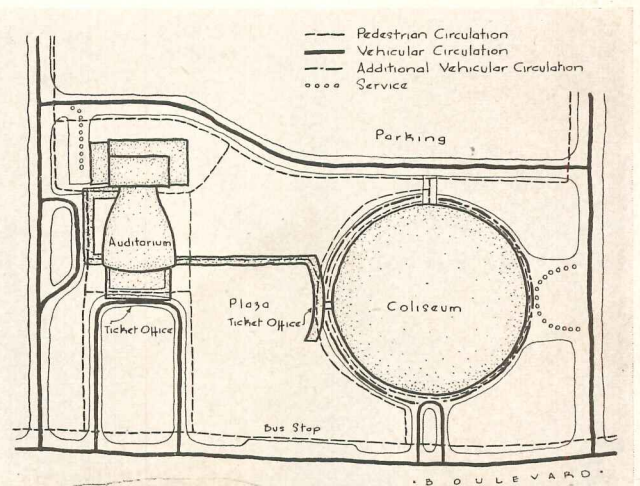 Pedestrian Circulation
Vehicular Circulation
Additional Vehicular Circulation
Service
Parking
Auditorium
Plaza
Ticket Office
Coliseum
Ticket Office
Bus Stop
BOULEVARD